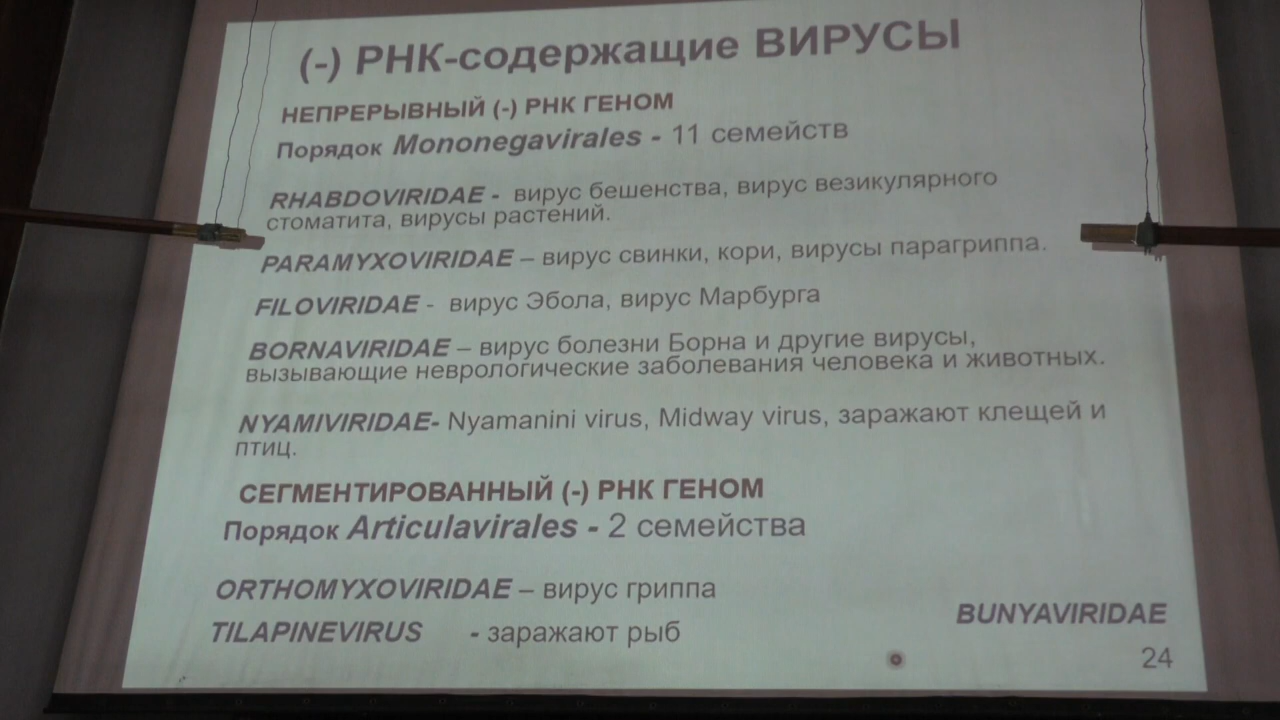 (-) РНК-содержащие ВИРУСЫ
НЕПРЕРЫВНЫЙ (-) РНК ГЕНОМ
Порядок Mononegavirales - 11 семейств
RHABDOVIRIDAE - вирус бешенства, вирус везикулярного
стоматита, вирусы растений.
PARAMYXOVIRIDAE – вирус свинки, кори, вирусы парагриппа.
FILOVIRIDAE - вирус Эбола, вирус Марбурга
BORNAVIRIDAE – вирус болезни Борна и другие вирусы,
вызывающие неврологические заболевания человека и животных.
NYAMIVIRIDAE- Nyamanini virus, Midway virus, заражают клещей и
птиц.
СЕГМЕНТИРОВАННЫЙ (-) РНК ГЕНОМ
Порядок Articulavirales - 2 семейства
ORTHOMYXOVIRIDAE – вирус гриппа
TILAPINEVIRUS - заражают рыб
BUNYAVIRIDAE
24